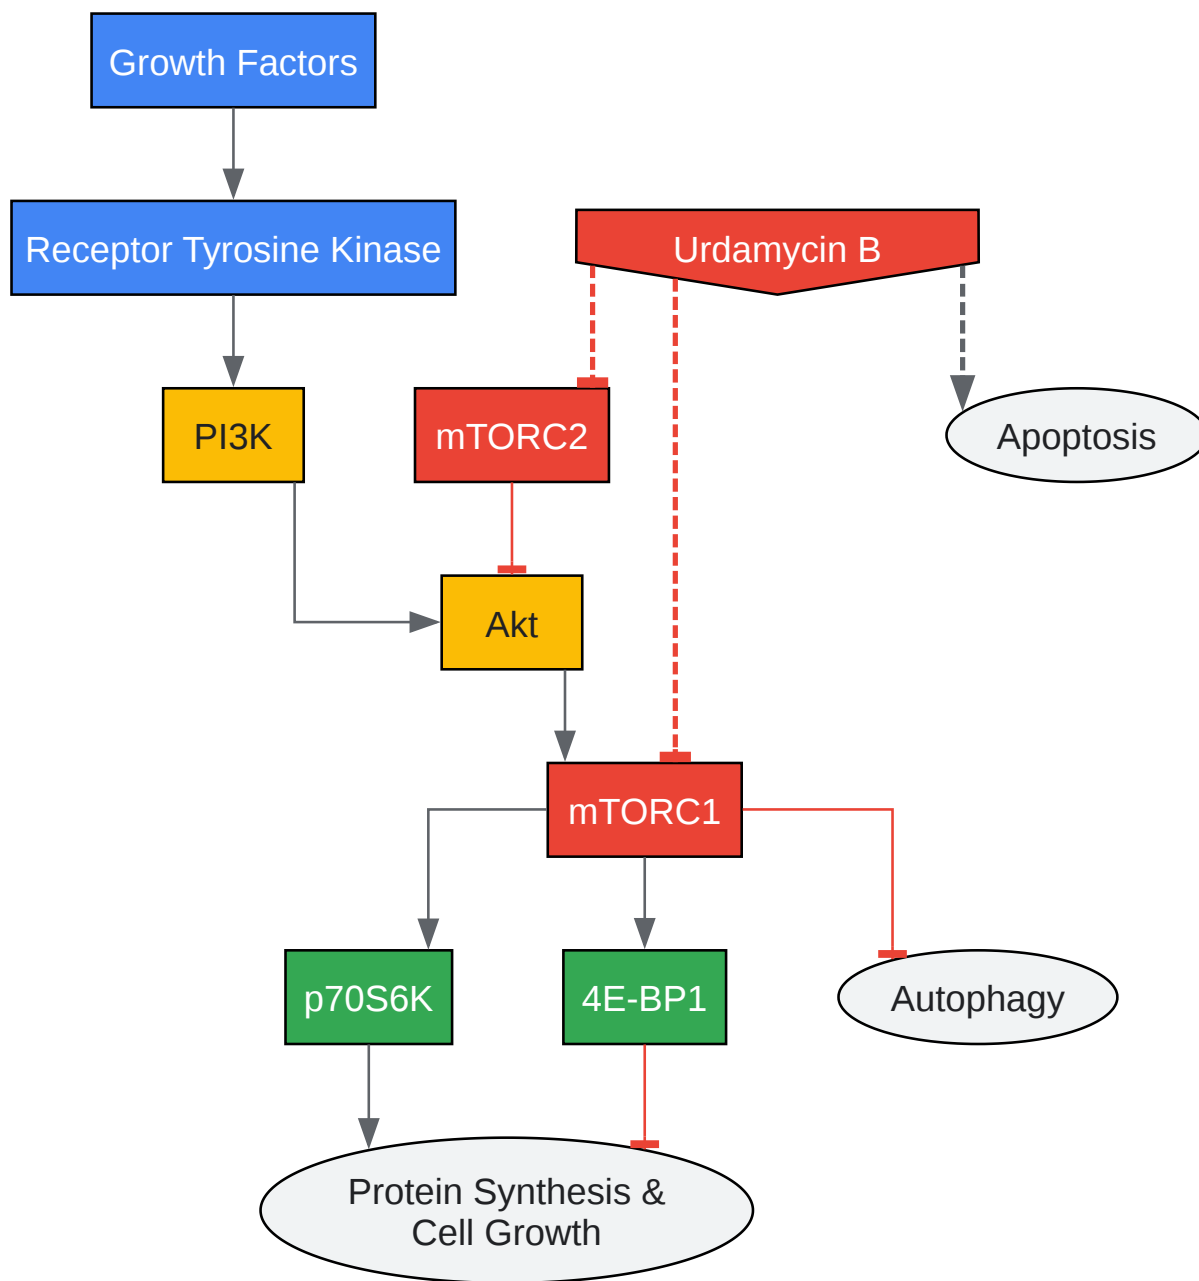 Growth Factors
Receptor Tyrosine Kinase
Urdamycin B
PI3K
mTORC2
Apoptosis
Akt
mTORC1
p70S6K
4E-BP1
Autophagy
Protein Synthesis &
Cell Growth